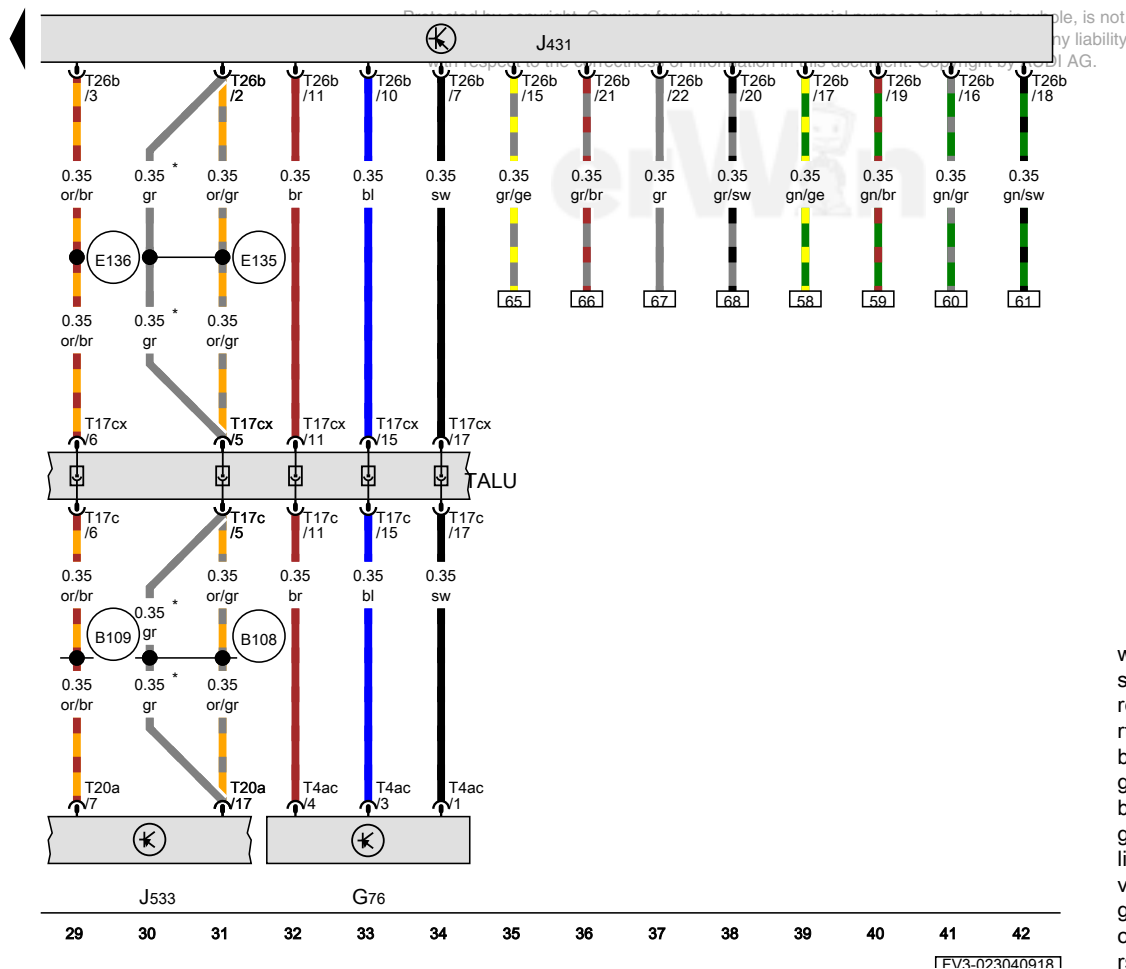 ole, is not
J431
ny liability
DI AG.
T26b T26b T26b T26b T26b T26b T26b T26b T26b T26b T26b T26b T26b
/3 /2 /11 /10 /7 /15 /21 /22 /20 /17 /19 /16 /18
erWin
* 
0.35 0.35 0.35 0.35 0.35 0.35 0.35 0.35 0.35 0.35 0.35 0.35 0.35 0.35
or/br gr or/gr br bl sw gr/ge gr/br gr gr/sw gn/ge gn/br gn/gr gn/sw
E136 E135
65 66 67 68 58 59 60 61
0.35 0.35 * 0.35
or/br gr or/gr
T17cx T17cx T17cx T17cx T17cx
/6 /5 /11 /15 /17
TALU
T17c T17c T17c T17c T17c
/6 /5 /11 /15 /17
0.35 0.35 0.35 0.35 0.35
or/br or/gr br bl sw
0.35 *
gr
B109 B108
0.35 0.35 * 0.35
or/br gr or/gr
T20a T20a T4ac T4ac T4ac
/7 /17 /4 /3 /1
J533 G76
29 30 31 32 33 34 35 36 37 38 39 40 41 42
EV3-023040918